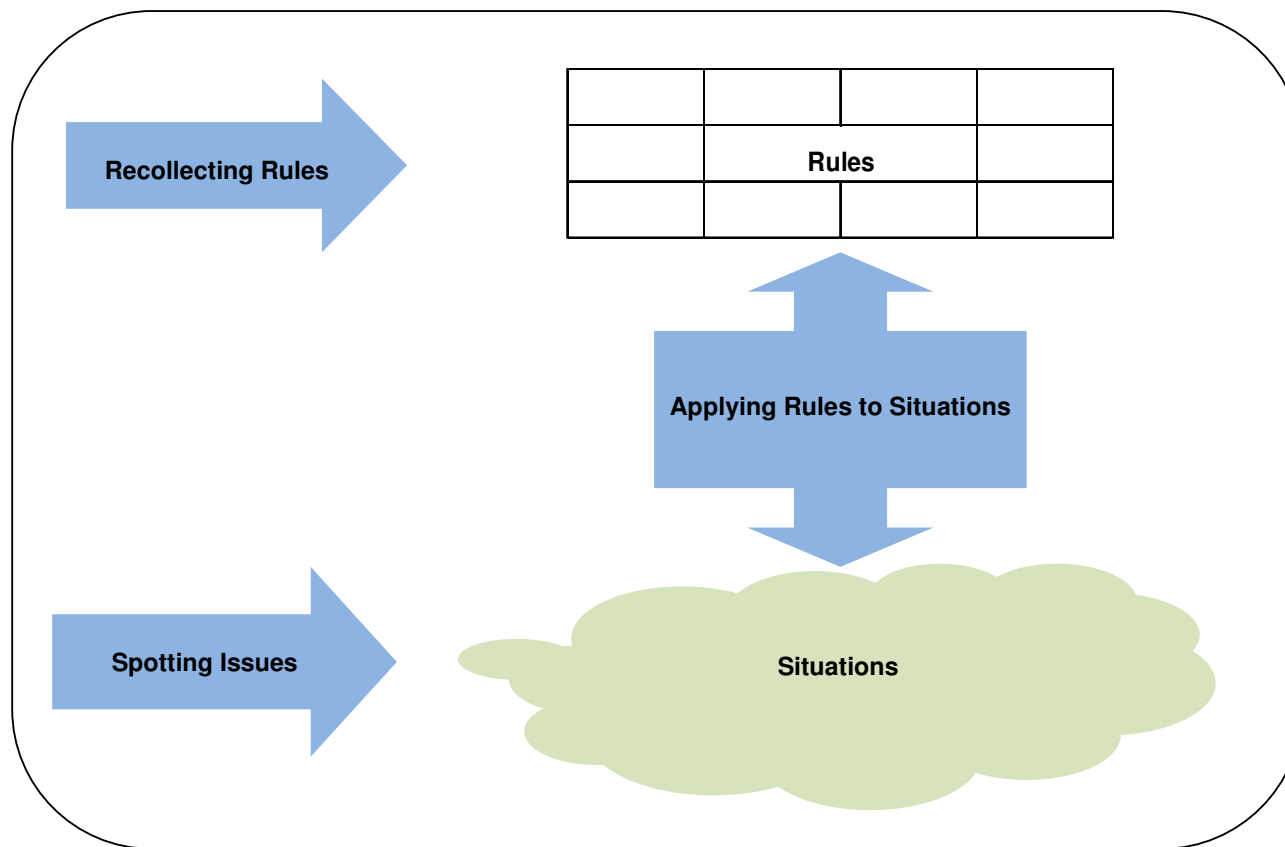 Recollecting Rules
Rules
Applying Rules to Situations
Spotting Issues
Situations